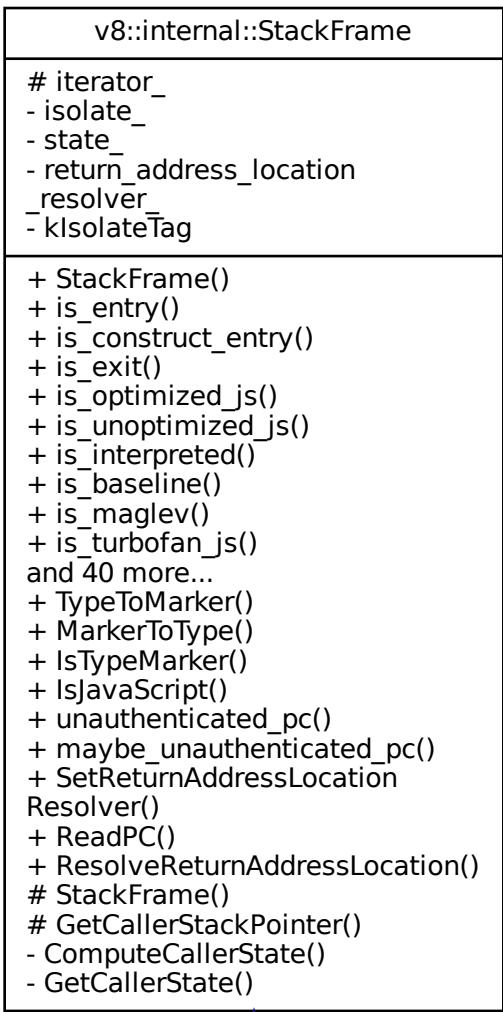 v8::internal::StackFrame
# iterator_
- isolate_
- state_
- return_address_location
_resolver_
- kIsolateTag
+ StackFrame()
+ is_entry()
+ is_construct_entry()
+ is_exit()
+ is_optimized_js()
+ is_unoptimized_js()
+ is_interpreted()
+ is_baseline()
+ is_maglev()
+ is_turbofan_js()
and 40 more...
+ TypeToMarker()
+ MarkerToType()
+ IsTypeMarker()
+ IsJavaScript()
+ unauthenticated_pc()
+ maybe_unauthenticated_pc()
+ SetReturnAddressLocation
Resolver()
+ ReadPC()
+ ResolveReturnAddressLocation()
# StackFrame()
# GetCallerStackPointer()
- ComputeCallerState()
- GetCallerState()